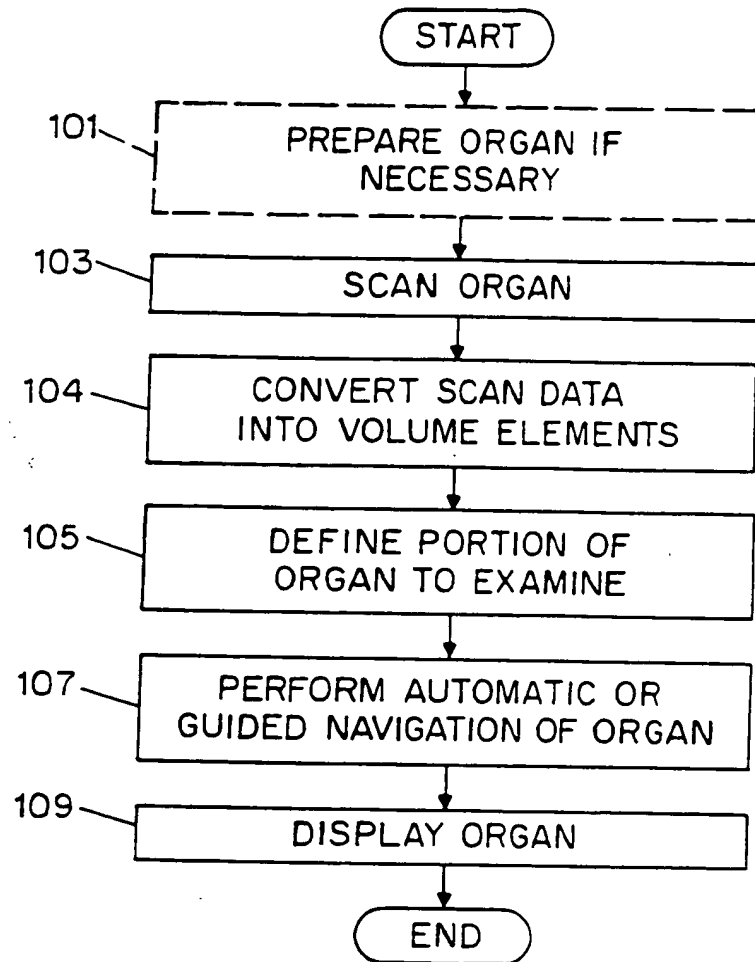 START
101
PREPARE ORGAN IF
NECESSARY
103
SCAN ORGAN
104
CONVERT SCAN DATA
INTO VOLUME ELEMENTS
105
DEFINE PORTION OF
ORGAN TO EXAMINE
107
PERFORM AUTOMATIC OR
GUIDED NAVIGATION OF ORGAN
109
DISPLAY ORGAN
END